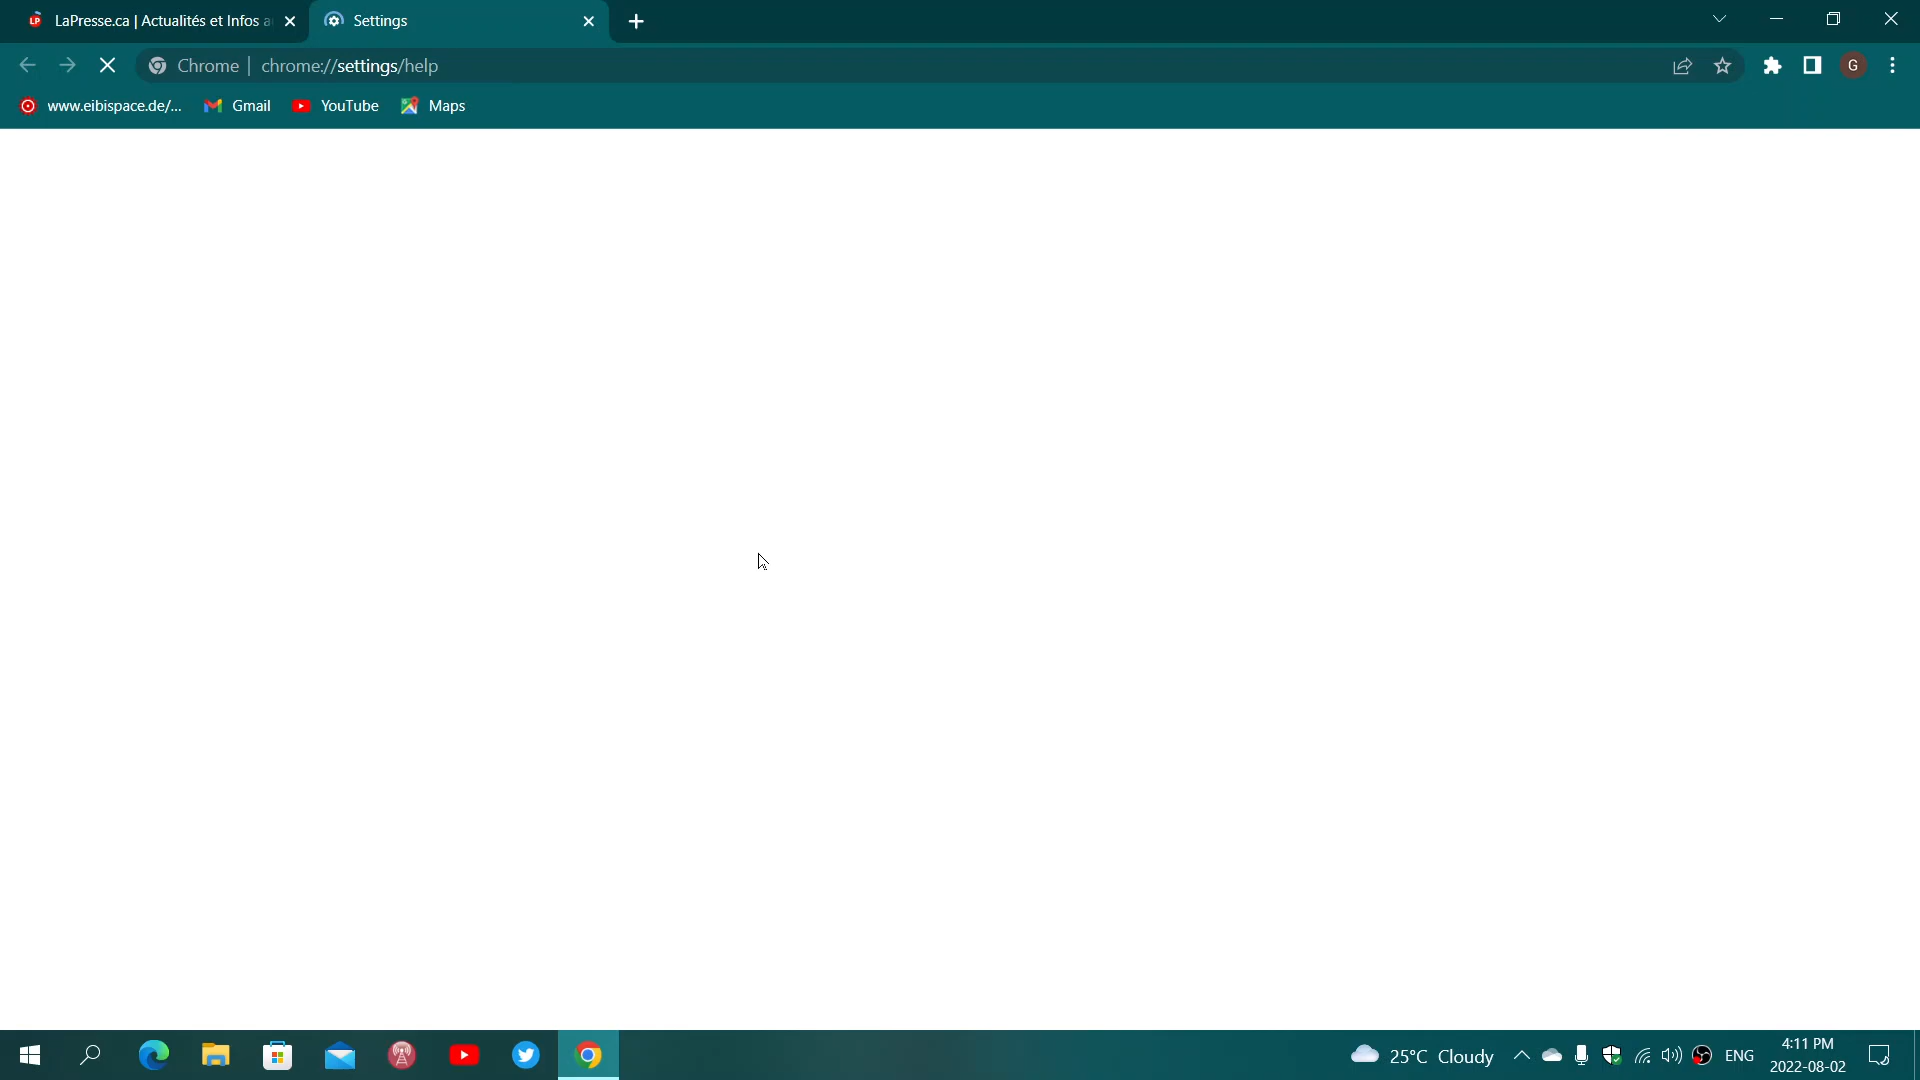 LaPresse.ca | Actualités et Infos a
Settings
Chrome | chrome://settings/help
G
www.eibispace.de/...
Gmail
YouTube
Maps
25°C Cloudy
ENG
4:11 PM
2022-08-02